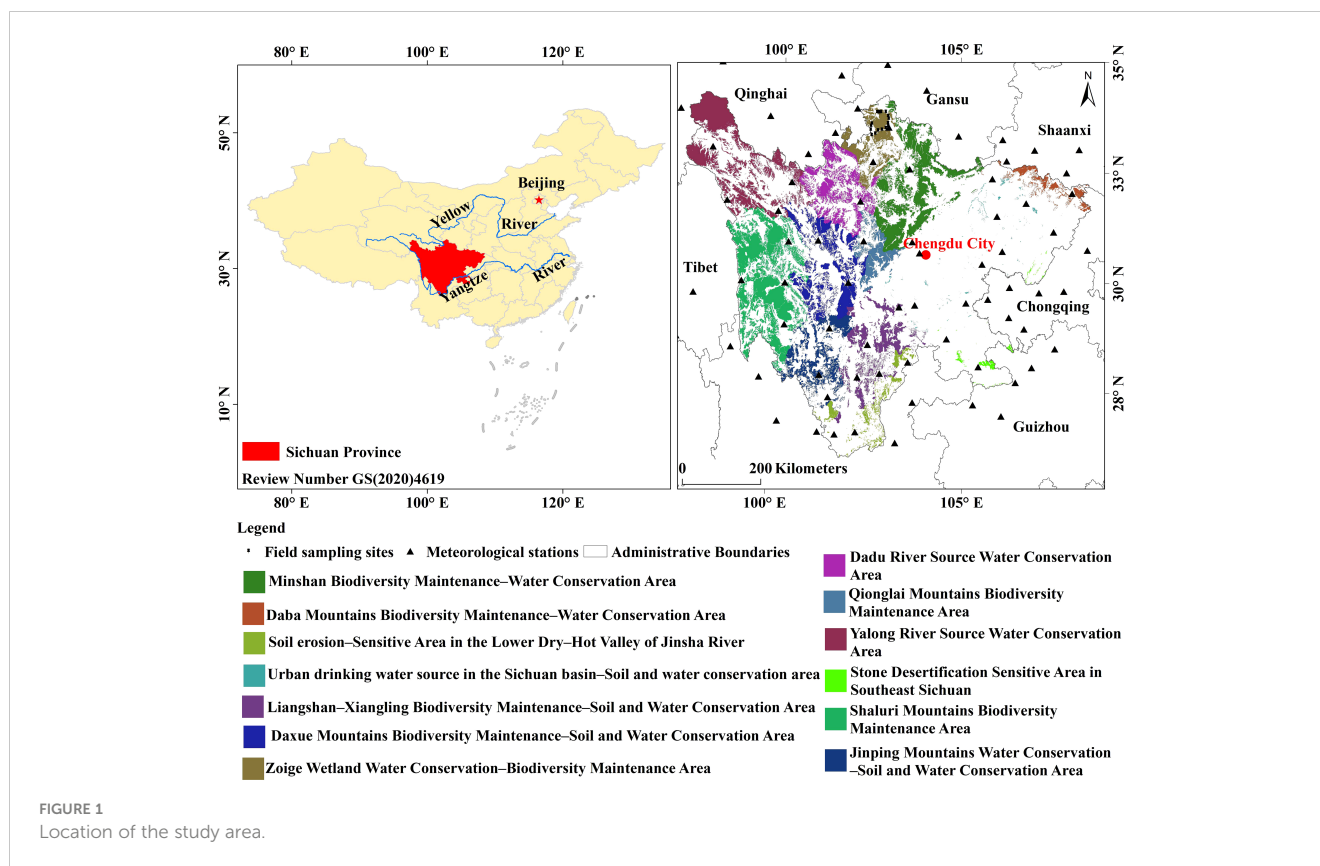 80° E 100° E 120° E
50° N
30° N
10° N
Beijing
Yellow
River
Yangtze
River
Sichuan Province
Review Number GS(2020)4619
80° E 100° E 120° E
100° E 105° E
35° N
33° N
30° N
28° N
N
Qinghai
Gansu
Shaanxi
Chengdu City
Tibet
Chongqing
Guizhou
0 200 Kilometers
100° E 105° E
Legend
Field sampling sites Meteorological stations Administrative Boundaries
Minshan Biodiversity Maintenance–Water Conservation Area
Daba Mountains Biodiversity Maintenance–Water Conservation Area
Soil erosion–Sensitive Area in the Lower Dry–Hot Valley of Jinsha River
Urban drinking water source in the Sichuan basin–Soil and water conservation area
Liangshan–Xiangling Biodiversity Maintenance–Soil and Water Conservation Area
Daxue Mountains Biodiversity Maintenance–Soil and Water Conservation Area
Zoige Wetland Water Conservation–Biodiversity Maintenance Area
Dadu River Source Water Conservation
Area
Qionglai Mountains Biodiversity
Maintenance Area
Yalong River Source Water Conservation
Area
Stone Desertification Sensitive Area in
Southeast Sichuan
Shaluri Mountains Biodiversity
Maintenance Area
Jinping Mountains Water Conservation
–Soil and Water Conservation Area
FIGURE 1
Location of the study area.